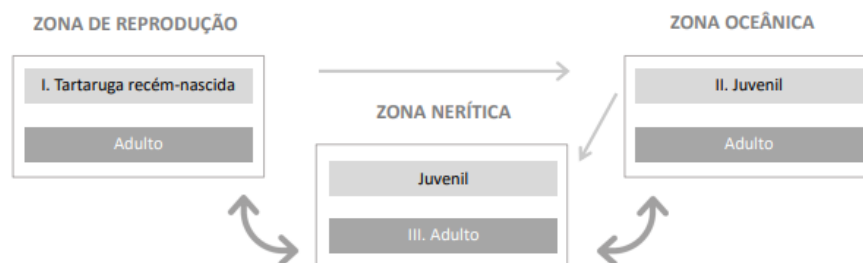 ZONA DE REPRODUÇÃO
I. Tartaruga recém-nascida
Adulto
ZONA NERÍTICA
Juvenil
III. Adulto
ZONA OCEÂNICA
II. Juvenil
Adulto